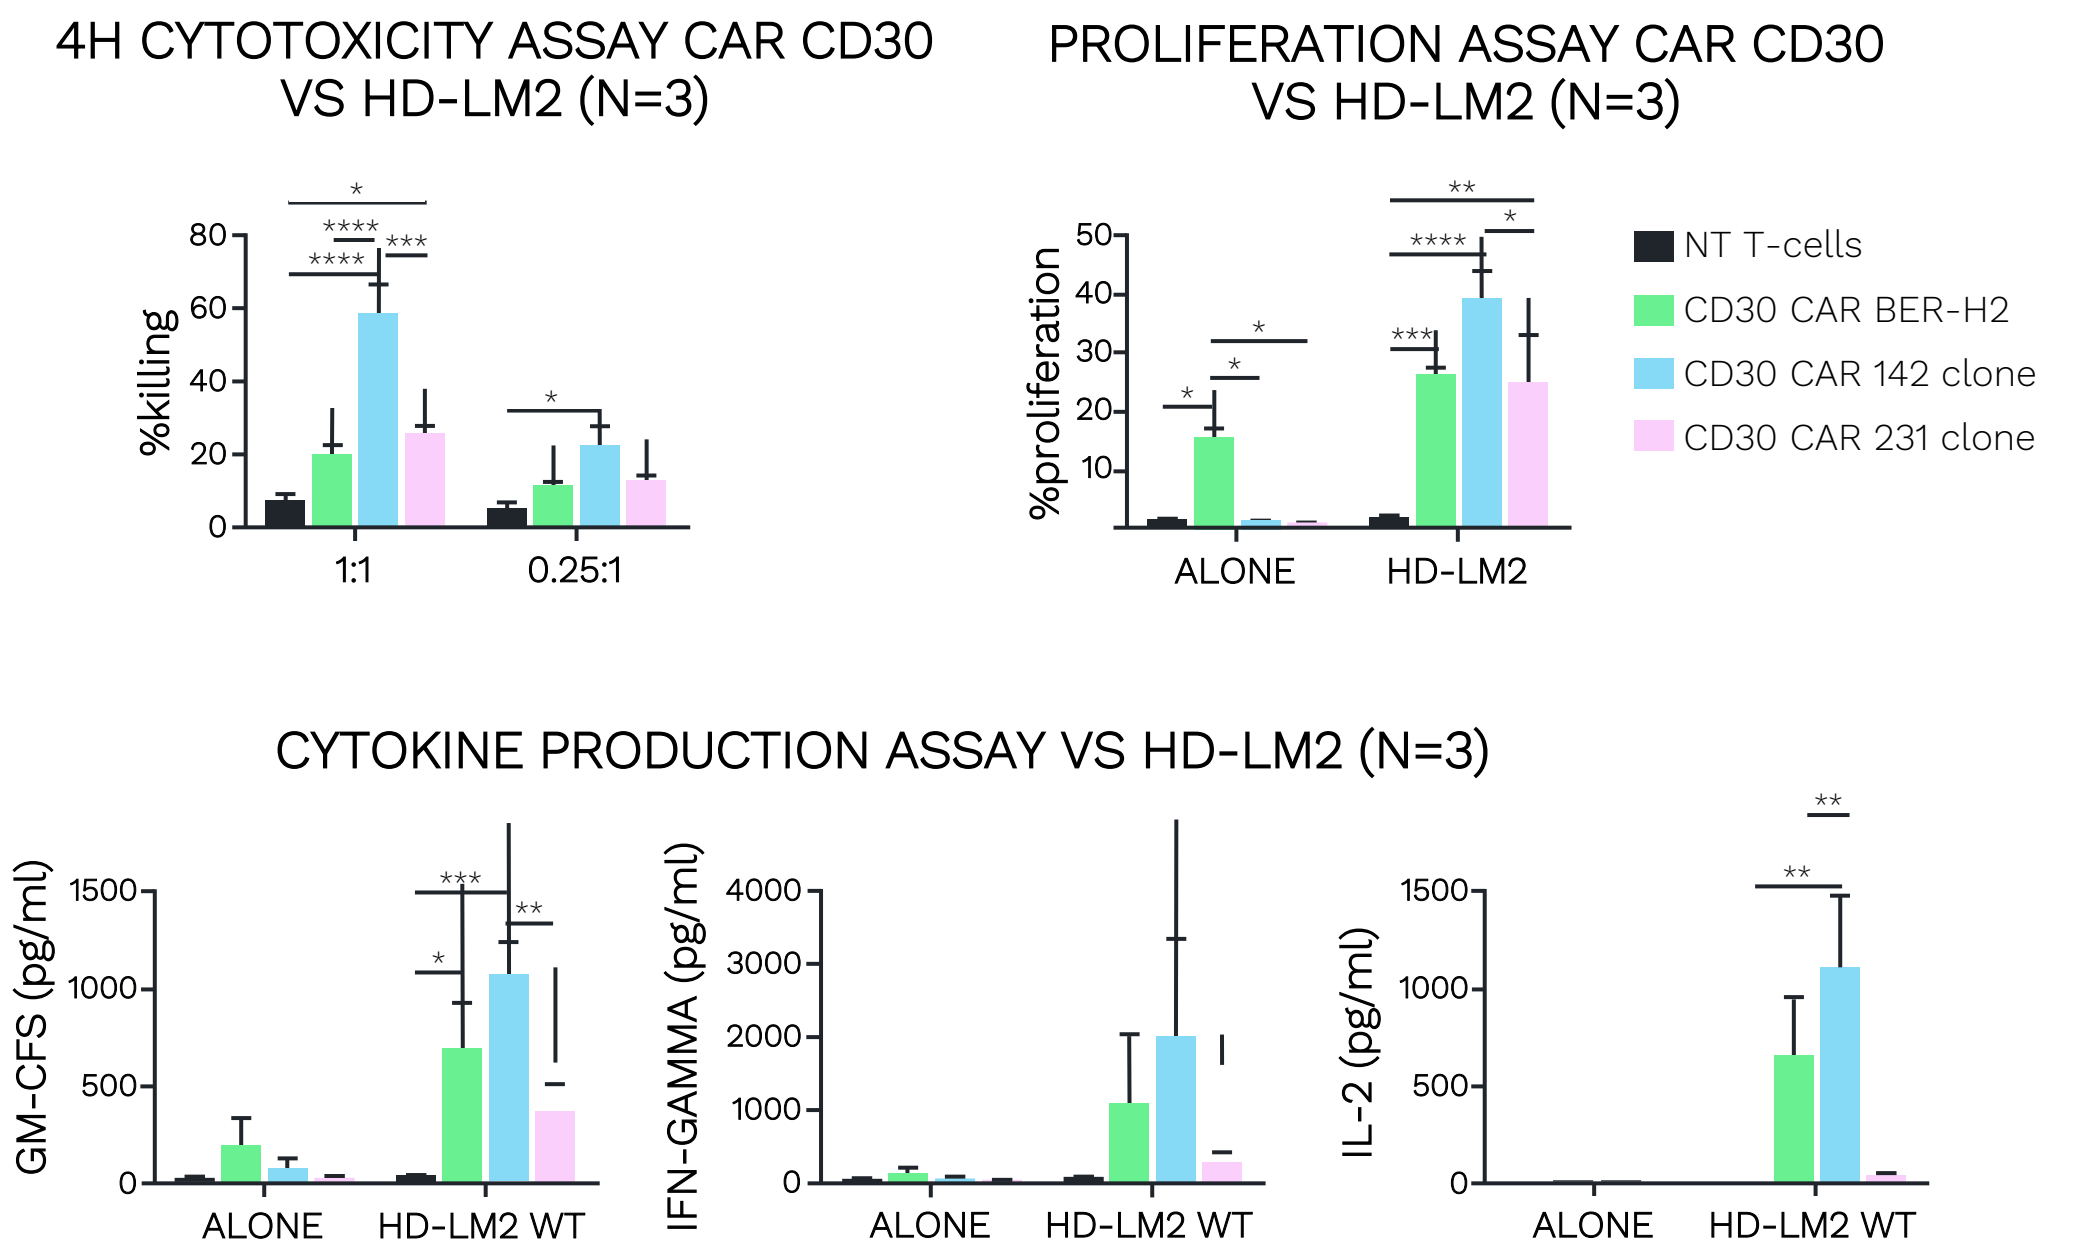 4H CYTOTOXICITY ASSAY CAR CD30
VS HD-LM2 (N=3)
%killing
80
60
40
20
0
*
****
***
****
*
1:1
0.25:1
PROLIFERATION ASSAY CAR CD30
VS HD-LM2 (N=3)
%proliferation
50
40
30
20
10
*
*
*
**
*
****
***
ALONE
HD-LM2
NT T-cells
CD30 CAR BER-H2
CD30 CAR 142 clone
CD30 CAR 231 clone
CYTOKINE PRODUCTION ASSAY VS HD-LM2 (N=3)
GM-CFS (pg/ml)
1500
1000
500
0
***
**
*
ALONE
HD-LM2 WT
IFN-GAMMA (pg/ml)
4000
3000
2000
1000
0
ALONE
HD-LM2 WT
IL-2 (pg/ml)
1500
1000
500
0
**
**
ALONE
HD-LM2 WT